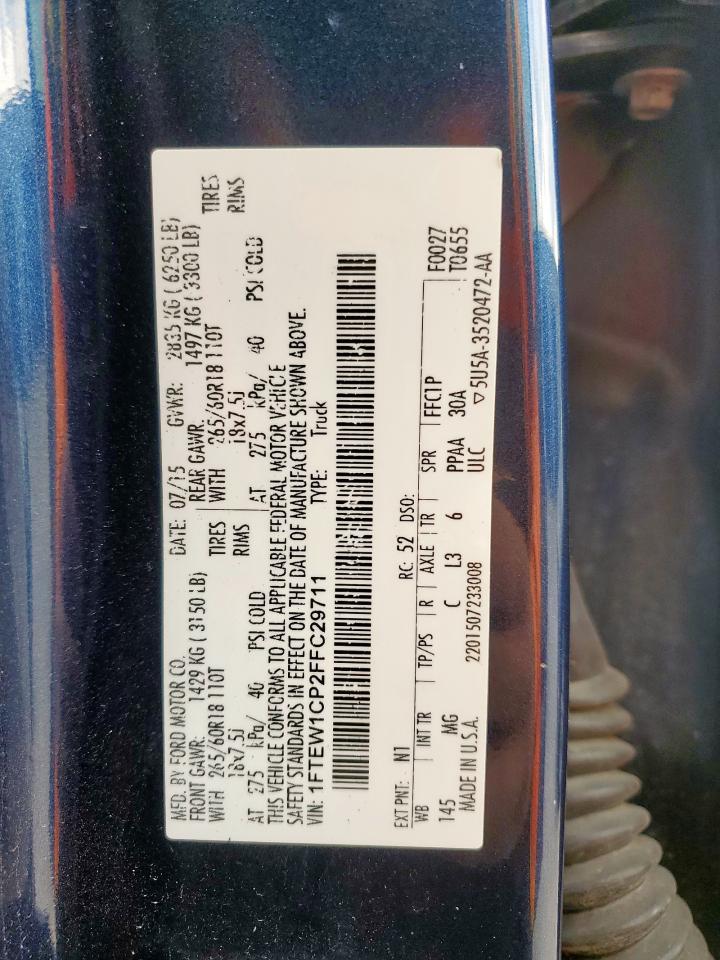 MFD. BY FORD MOTOR CO. DATE: 07/15 GVWR: 2835 KG ( 6250 LB)
FRONT GAWR: 1429 KG ( 3150 LB) REAR GAWR: 1497 KG ( 3300 LB)
WITH 265/60R18 110T TIRES WITH 265/60R18 110T TIRES
18x7.5J RIMS 18x7.5J RIMS
AT 275 kPa/ 40 PSI COLD AT 275 kPa/ 40 PSI COLD
THIS VEHICLE CONFORMS TO ALL APPLICABLE FEDERAL MOTOR VEHICLE
SAFETY STANDARDS IN EFFECT ON THE DATE OF MANUFACTURE SHOWN ABOVE.
VIN: 1FTEW1CP2FFC29711 TYPE: Truck
EXT PNT: N1 RC: 52 DSO: F0027
WB INT TR TP/PS R AXLE TR SPR FFC1P T0655
145 MG C L3 6 PPAA 30A
MADE IN U.S.A. 2201507233008 ULC ▽5U5A-3520472-AA